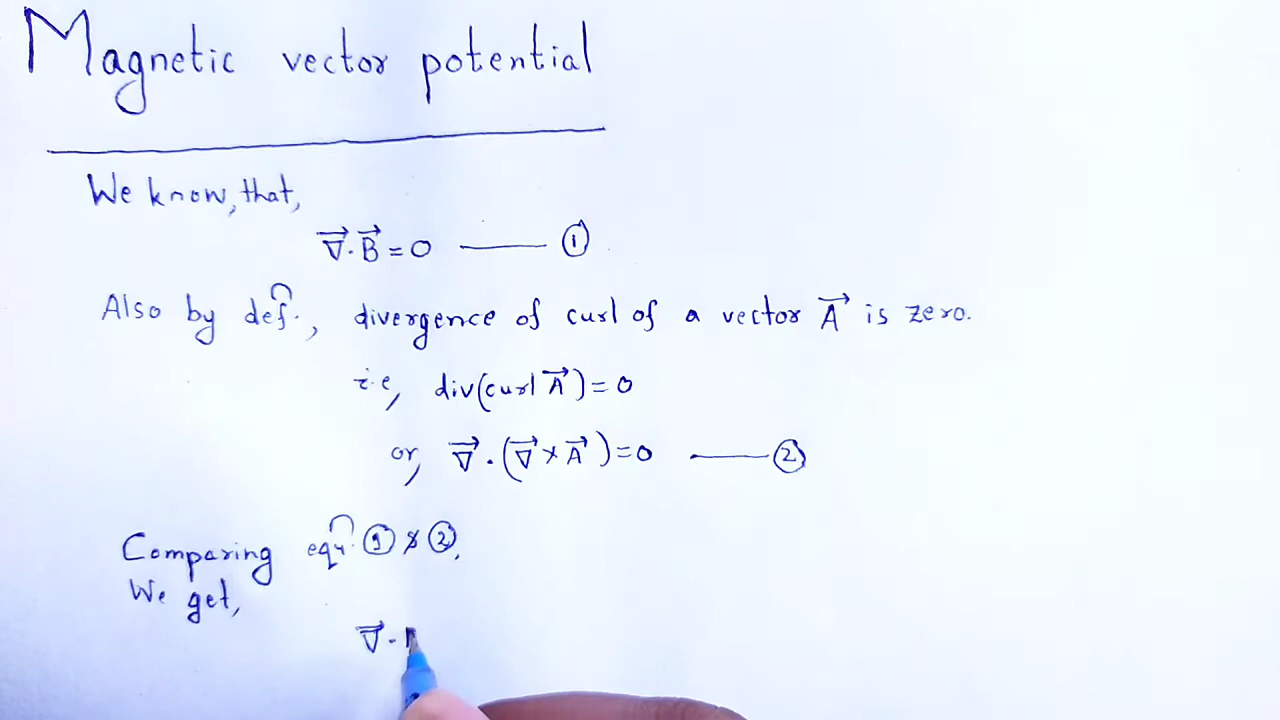 Magnetic vector potential
We know, that,
∇⃗·B⃗ = 0 —— ①
Also by def⌒., divergence of curl of a vector A⃗ is zero.
i.e, div(curl A⃗) = 0
or, ∇⃗·(∇⃗×A⃗) = 0 —— ②
Comparing eqn⌒. ① & ②,
We get,
∇⃗·